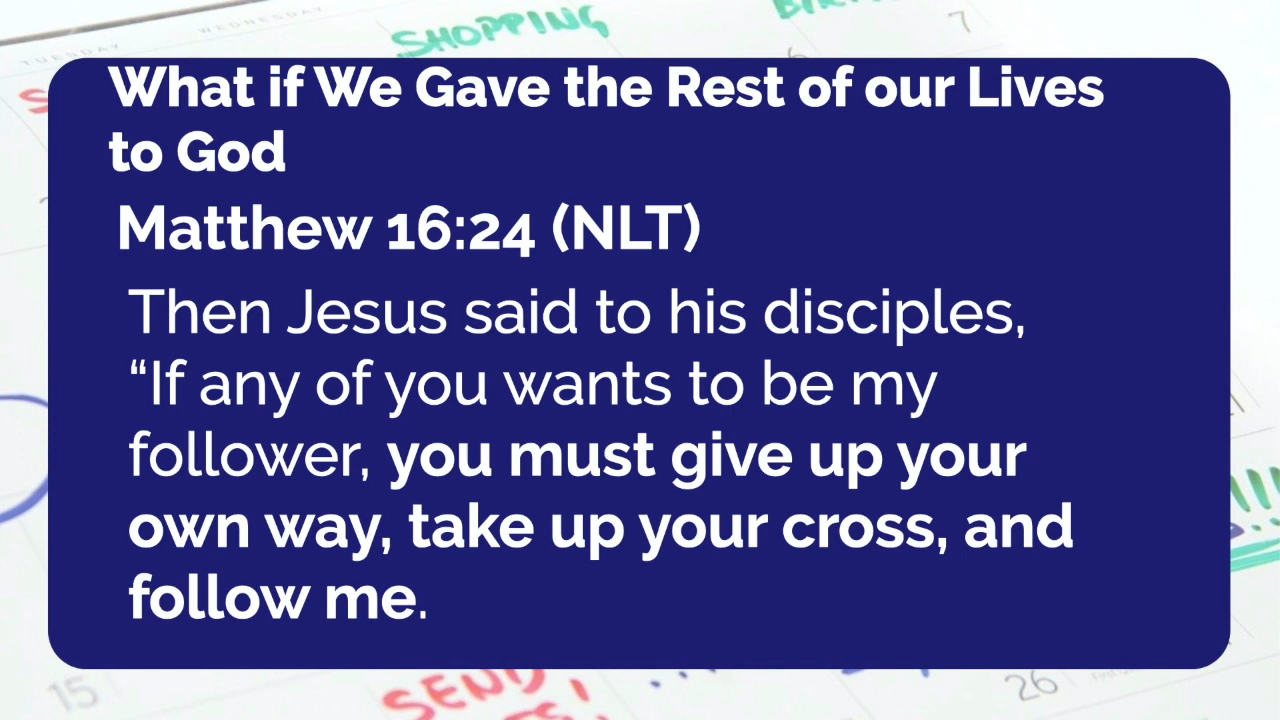 TUESDAY
WEDNESDAY
SHOPPING
7
6
What if We Gave the Rest of our Lives
to God
Matthew 16:24 (NLT)
Then Jesus said to his disciples,
“If any of you wants to be my
follower, you must give up your
own way, take up your cross, and
follow me.
!!!
15
SEND
26